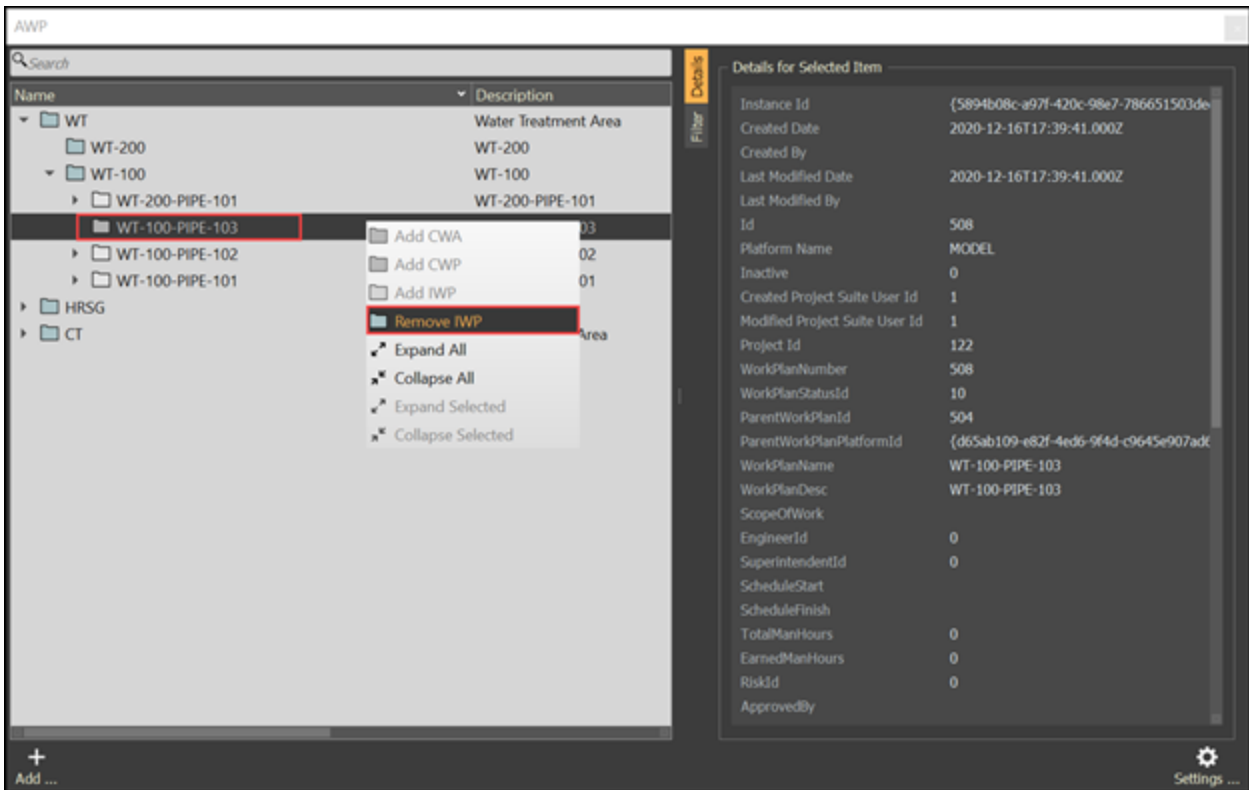 AWP
Search
Name Description
WT Water Treatment Area
WT-200 WT-200
WT-100 WT-100
WT-200-PIPE-101 WT-200-PIPE-101
WT-100-PIPE-103 03
WT-100-PIPE-102 02
WT-100-PIPE-101 01
HRSG
CT Area
Add CWA
Add CWP
Add IWP
Remove IWP
Expand All
Collapse All
Expand Selected
Collapse Selected
Details
Filter
Details for Selected Item
Instance Id {5894b08c-a97f-420c-98e7-786651503de
Created Date 2020-12-16T17:39:41.000Z
Created By
Last Modified Date 2020-12-16T17:39:41.000Z
Last Modified By
Id 508
Platform Name MODEL
Inactive 0
Created Project Suite User Id 1
Modified Project Suite User Id 1
Project Id 122
WorkPlanNumber 508
WorkPlanStatusId 10
ParentWorkPlanId 504
ParentWorkPlanPlatformId {d65ab109-e82f-4ed6-9f4d-c9645e907ad6
WorkPlanName WT-100-PIPE-103
WorkPlanDesc WT-100-PIPE-103
ScopeOfWork
EngineerId 0
SuperintendentId 0
ScheduleStart
ScheduleFinish
TotalManHours 0
EarnedManHours 0
RiskId 0
ApprovedBy
Add ...
Settings ...